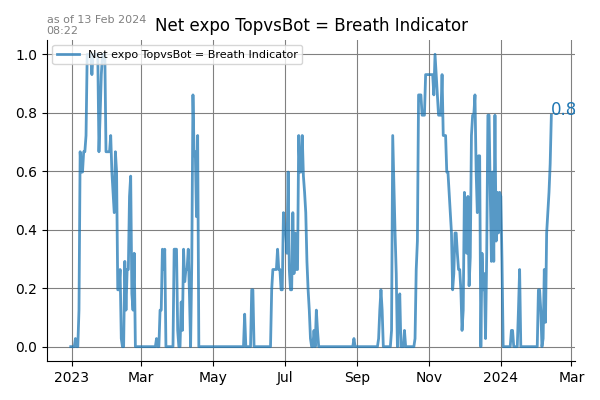 as of 13 Feb 2024
08:22
Net expo TopvsBot = Breath Indicator
Net expo TopvsBot = Breath Indicator
1.0
0.8
0.6
0.4
0.2
0.0
0.8
2023 Mar May Jul Sep Nov 2024 Mar